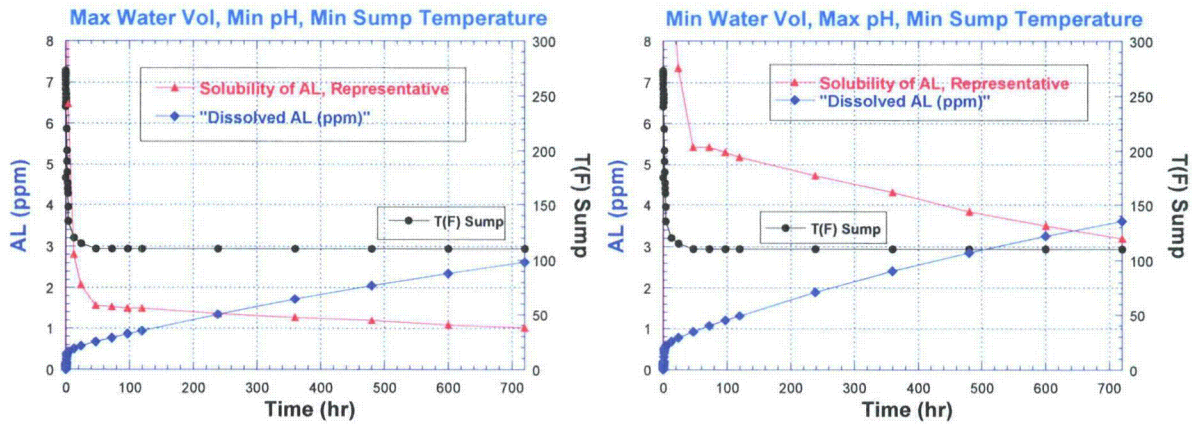 Max Water Vol, Min pH, Min Sump Temperature
8
7
6
5
4
3
2
1
0
300
250
200
150
100
50
0
Solubility of AL, Representative
"Dissolved AL (ppm)"
T(F) Sump
AL (ppm)
T(F) Sump
0 100 200 300 400 500 600 700
Time (hr)
Min Water Vol, Max pH, Min Sump Temperature
8
7
6
5
4
3
2
1
0
300
250
200
150
100
50
0
Solubility of AL, Representative
"Dissolved AL (ppm)"
T(F) Sump
AL (ppm)
T(F) Sump
0 100 200 300 400 500 600 700
Time (hr)